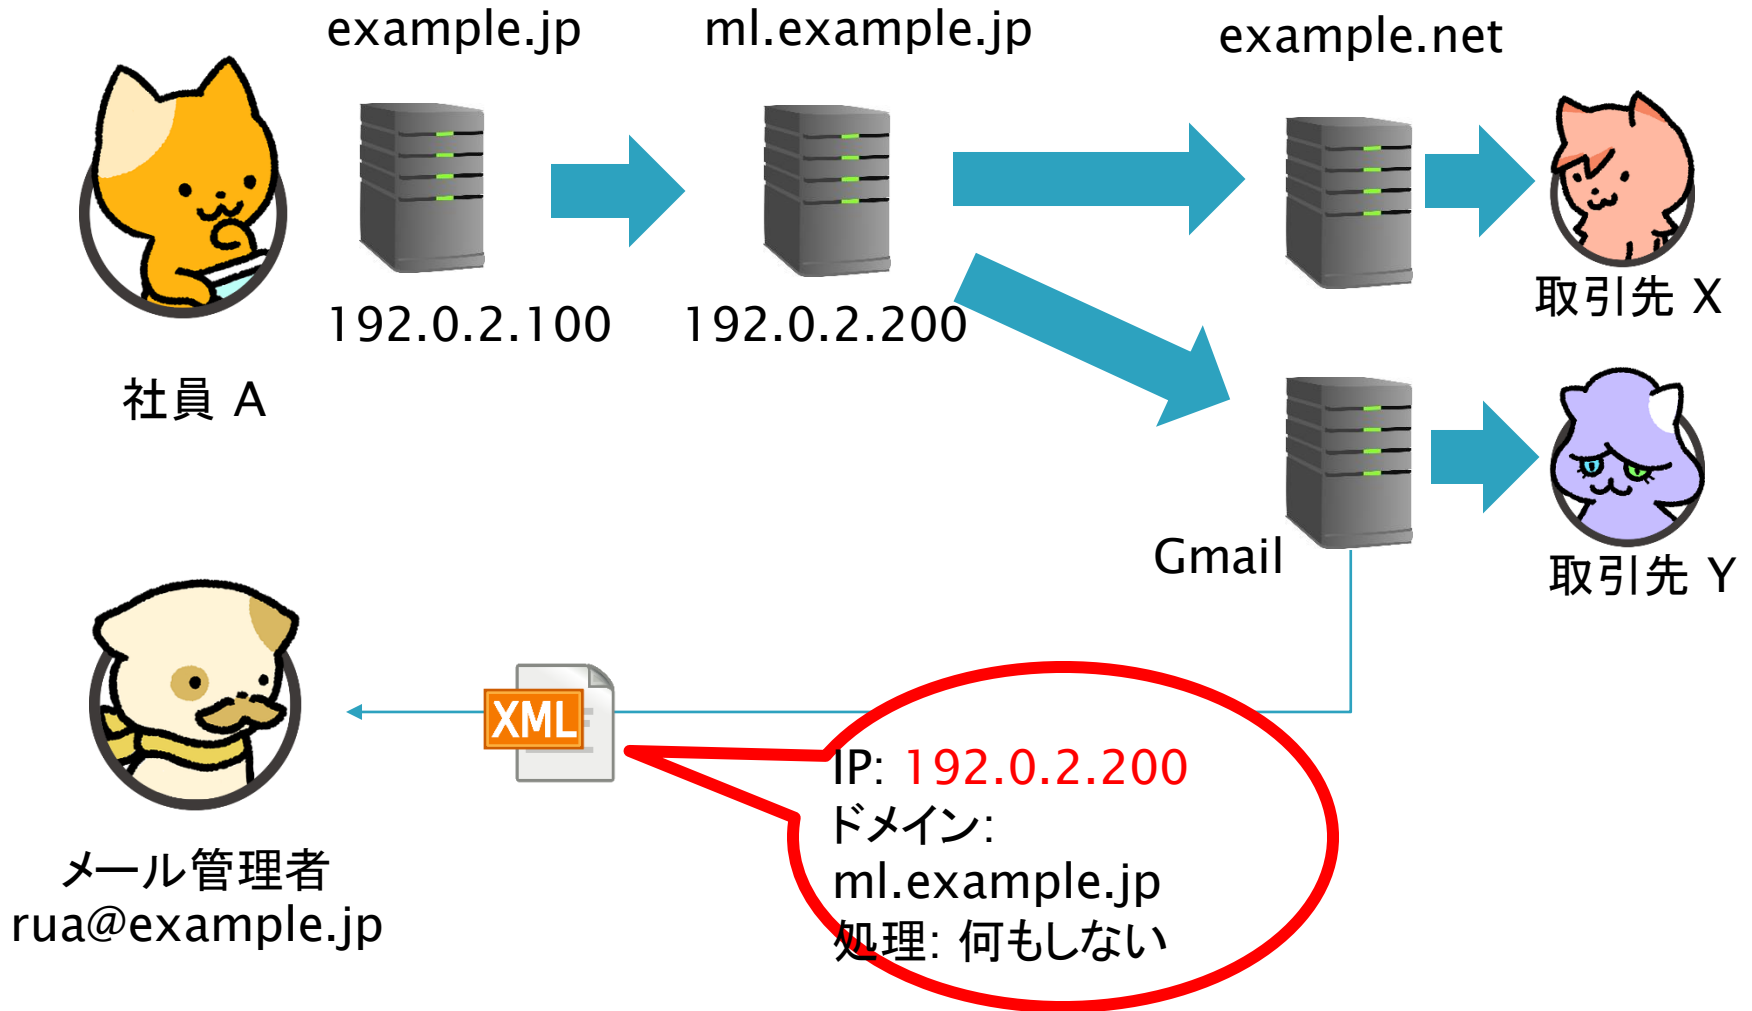 example.jp
ml.example.jp
example.net
192.0.2.100
192.0.2.200
社員 A
取引先 X
Gmail
取引先 Y
XML
IP: 192.0.2.200
ドメイン:
ml.example.jp
処理: 何もしない
メール管理者
rua@example.jp